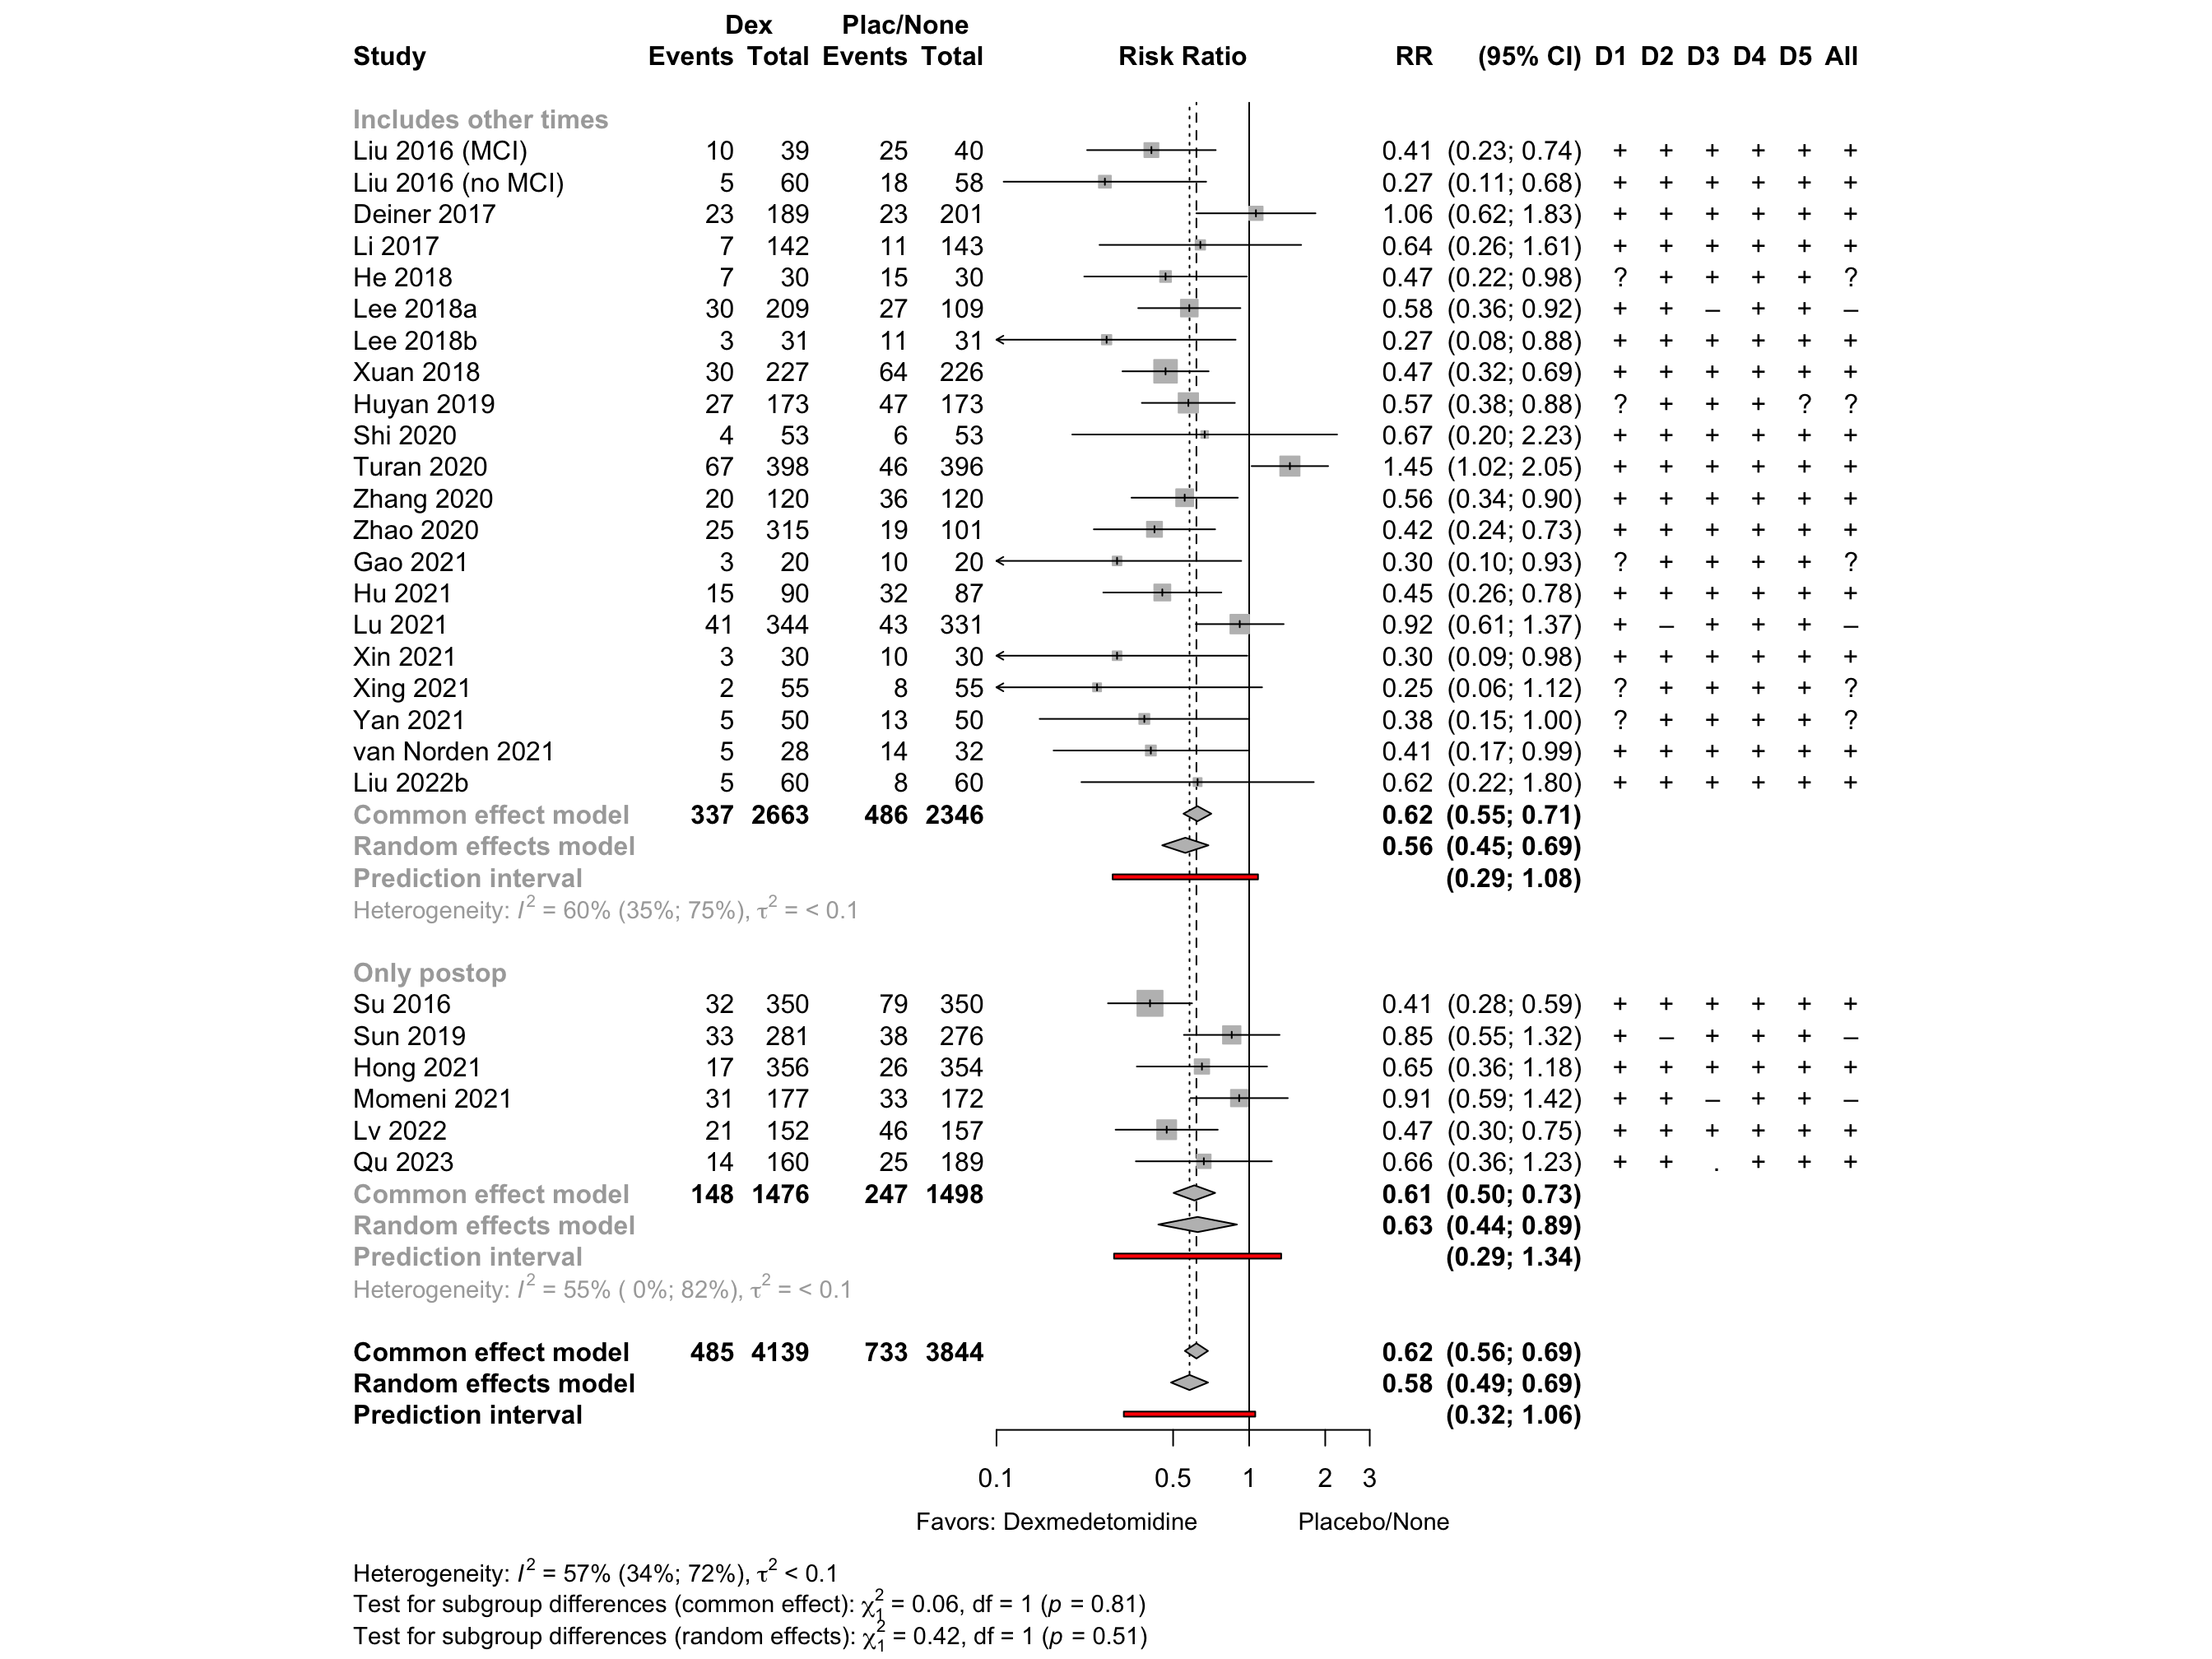 Dex Plac/None
Study Events Total Events Total Risk Ratio RR (95% CI) D1 D2 D3 D4 D5 All
Includes other times
Liu 2016 (MCI) 10 39 25 40 0.41 (0.23; 0.74) + + + + + +
Liu 2016 (no MCI) 5 60 18 58 0.27 (0.11; 0.68) + + + + + +
Deiner 2017 23 189 23 201 1.06 (0.62; 1.83) + + + + + +
Li 2017 7 142 11 143 0.64 (0.26; 1.61) + + + + + +
He 2018 7 30 15 30 0.47 (0.22; 0.98) ? + + + + ?
Lee 2018a 30 209 27 109 0.58 (0.36; 0.92) + + – + + –
Lee 2018b 3 31 11 31 0.27 (0.08; 0.88) + + + + + +
Xuan 2018 30 227 64 226 0.47 (0.32; 0.69) + + + + + +
Huyan 2019 27 173 47 173 0.57 (0.38; 0.88) ? + + + ? ?
Shi 2020 4 53 6 53 0.67 (0.20; 2.23) + + + + + +
Turan 2020 67 398 46 396 1.45 (1.02; 2.05) + + + + + +
Zhang 2020 20 120 36 120 0.56 (0.34; 0.90) + + + + + +
Zhao 2020 25 315 19 101 0.42 (0.24; 0.73) + + + + + +
Gao 2021 3 20 10 20 0.30 (0.10; 0.93) ? + + + + ?
Hu 2021 15 90 32 87 0.45 (0.26; 0.78) + + + + + +
Lu 2021 41 344 43 331 0.92 (0.61; 1.37) + – + + + –
Xin 2021 3 30 10 30 0.30 (0.09; 0.98) + + + + + +
Xing 2021 2 55 8 55 0.25 (0.06; 1.12) ? + + + + ?
Yan 2021 5 50 13 50 0.38 (0.15; 1.00) ? + + + + ?
van Norden 2021 5 28 14 32 0.41 (0.17; 0.99) + + + + + +
Liu 2022b 5 60 8 60 0.62 (0.22; 1.80) + + + + + +
Common effect model 337 2663 486 2346 0.62 (0.55; 0.71)
Random effects model 0.56 (0.45; 0.69)
Prediction interval (0.29; 1.08)
Heterogeneity: I² = 60% (35%; 75%), τ² = < 0.1
Only postop
Su 2016 32 350 79 350 0.41 (0.28; 0.59) + + + + + +
Sun 2019 33 281 38 276 0.85 (0.55; 1.32) + – + + + –
Hong 2021 17 356 26 354 0.65 (0.36; 1.18) + + + + + +
Momeni 2021 31 177 33 172 0.91 (0.59; 1.42) + + – + + –
Lv 2022 21 152 46 157 0.47 (0.30; 0.75) + + + + + +
Qu 2023 14 160 25 189 0.66 (0.36; 1.23) + + . + + +
Common effect model 148 1476 247 1498 0.61 (0.50; 0.73)
Random effects model 0.63 (0.44; 0.89)
Prediction interval (0.29; 1.34)
Heterogeneity: I² = 55% ( 0%; 82%), τ² = < 0.1
Common effect model 485 4139 733 3844 0.62 (0.56; 0.69)
Random effects model 0.58 (0.49; 0.69)
Prediction interval (0.32; 1.06)
0.1 0.5 1 2 3
Favors: Dexmedetomidine Placebo/None
Heterogeneity: I² = 57% (34%; 72%), τ² < 0.1
Test for subgroup differences (common effect): χ₁² = 0.06, df = 1 (p = 0.81)
Test for subgroup differences (random effects): χ₁² = 0.42, df = 1 (p = 0.51)